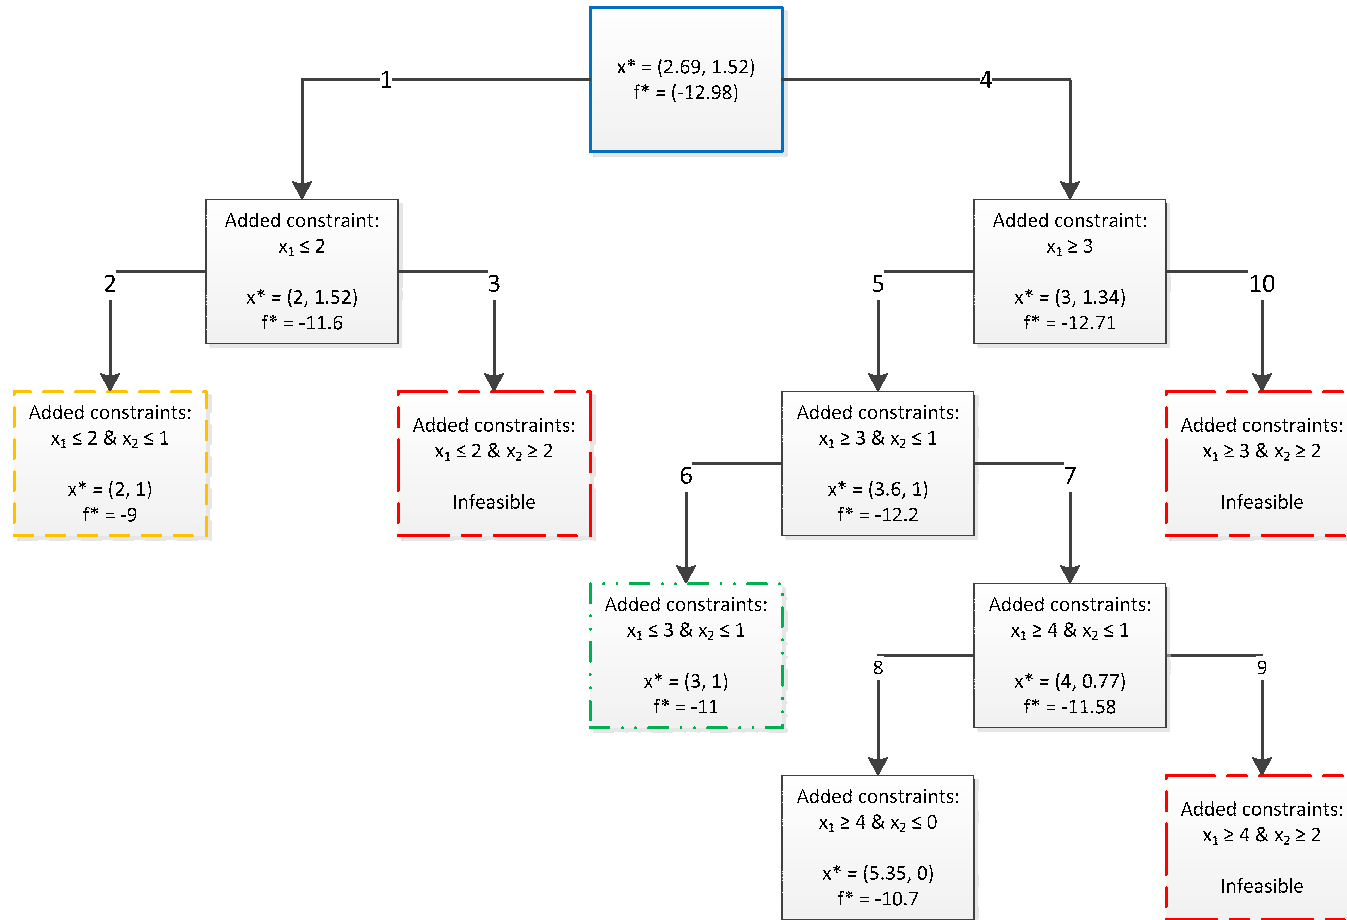 x* = (2.69, 1.52)
f* = (-12.98)
1
4
Added constraint:
x₁ ≤ 2
x* = (2, 1.52)
f* = -11.6
Added constraint:
x₁ ≥ 3
x* = (3, 1.34)
f* = -12.71
2
3
5
10
Added constraints:
x₁ ≤ 2 & x₂ ≤ 1
x* = (2, 1)
f* = -9
Added constraints:
x₁ ≤ 2 & x₂ ≥ 2
Infeasible
Added constraints:
x₁ ≥ 3 & x₂ ≤ 1
x* = (3.6, 1)
f* = -12.2
Added constraints:
x₁ ≥ 3 & x₂ ≥ 2
Infeasible
6
7
Added constraints:
x₁ ≤ 3 & x₂ ≤ 1
x* = (3, 1)
f* = -11
Added constraints:
x₁ ≥ 4 & x₂ ≤ 1
x* = (4, 0.77)
f* = -11.58
8
9
Added constraints:
x₁ ≥ 4 & x₂ ≤ 0
x* = (5.35, 0)
f* = -10.7
Added constraints:
x₁ ≥ 4 & x₂ ≥ 2
Infeasible